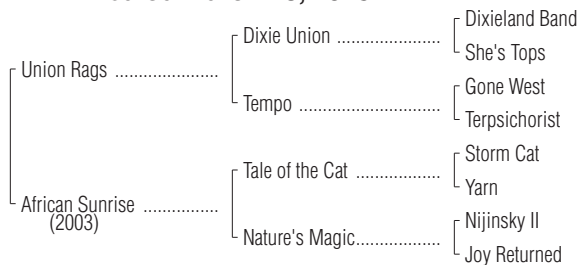 Dixieland Band
Dixie Union
She's Tops
Union Rags
Gone West
Tempo
Terpsichorist
Storm Cat
Tale of the Cat
Yarn
African Sunrise
(2003)
Nijinsky II
Nature's Magic
Joy Returned